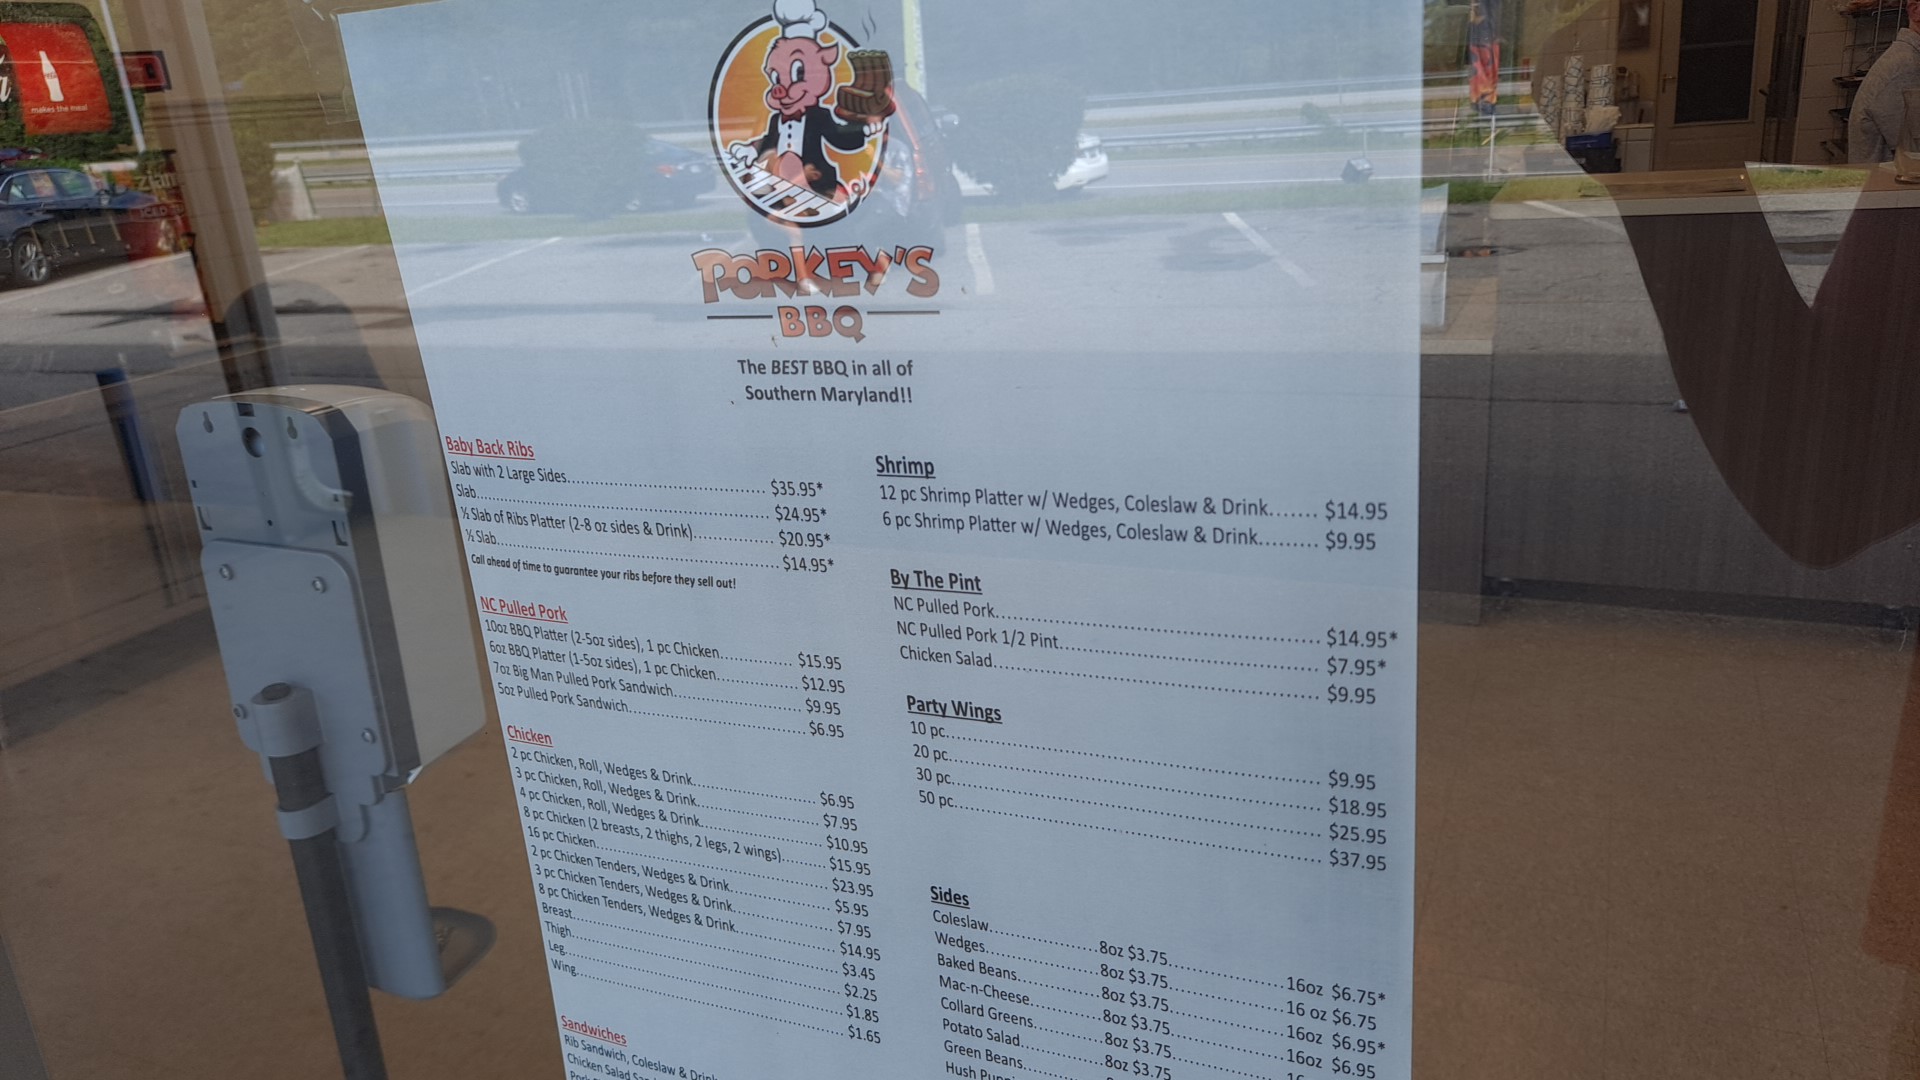 makes the meal
PORKEY'S
BBQ
The BEST BBQ in all of
Southern Maryland!!
Baby Back Ribs
Slab with 2 Large Sides $35.95*
Slab $24.95*
½ Slab of Ribs Platter (2-8 oz sides & Drink) $20.95*
½ Slab $14.95*
Call ahead of time to guarantee your ribs before they sell out!
NC Pulled Pork
10oz BBQ Platter (2-5oz sides), 1 pc Chicken $15.95
6oz BBQ Platter (1-5oz sides), 1 pc Chicken $12.95
7oz Big Man Pulled Pork Sandwich $9.95
5oz Pulled Pork Sandwich $6.95
Chicken
2 pc Chicken, Roll, Wedges & Drink $6.95
3 pc Chicken, Roll, Wedges & Drink $7.95
4 pc Chicken, Roll, Wedges & Drink $10.95
8 pc Chicken (2 breasts, 2 thighs, 2 legs, 2 wings) $15.95
16 pc Chicken $23.95
2 pc Chicken Tenders, Wedges & Drink $5.95
3 pc Chicken Tenders, Wedges & Drink $7.95
8 pc Chicken Tenders, Wedges & Drink $14.95
Breast $3.45
Thigh $2.25
Leg $1.85
Wing $1.65
Sandwiches
Rib Sandwich, Coleslaw & Drink
Chicken Salad
Shrimp
12 pc Shrimp Platter w/ Wedges, Coleslaw & Drink $14.95
6 pc Shrimp Platter w/ Wedges, Coleslaw & Drink $9.95
By The Pint
NC Pulled Pork $14.95*
NC Pulled Pork 1/2 Pint $7.95*
Chicken Salad $9.95
Party Wings
10 pc $9.95
20 pc $18.95
30 pc $25.95
50 pc $37.95
Sides
Coleslaw 8oz $3.75 16oz $6.75*
Wedges 8oz $3.75 16 oz $6.75
Baked Beans 8oz $3.75 16oz $6.95*
Mac-n-Cheese 8oz $3.75 16oz $6.95
Collard Greens 8oz $3.75
Potato Salad 8oz $3.75
Green Beans
Hush